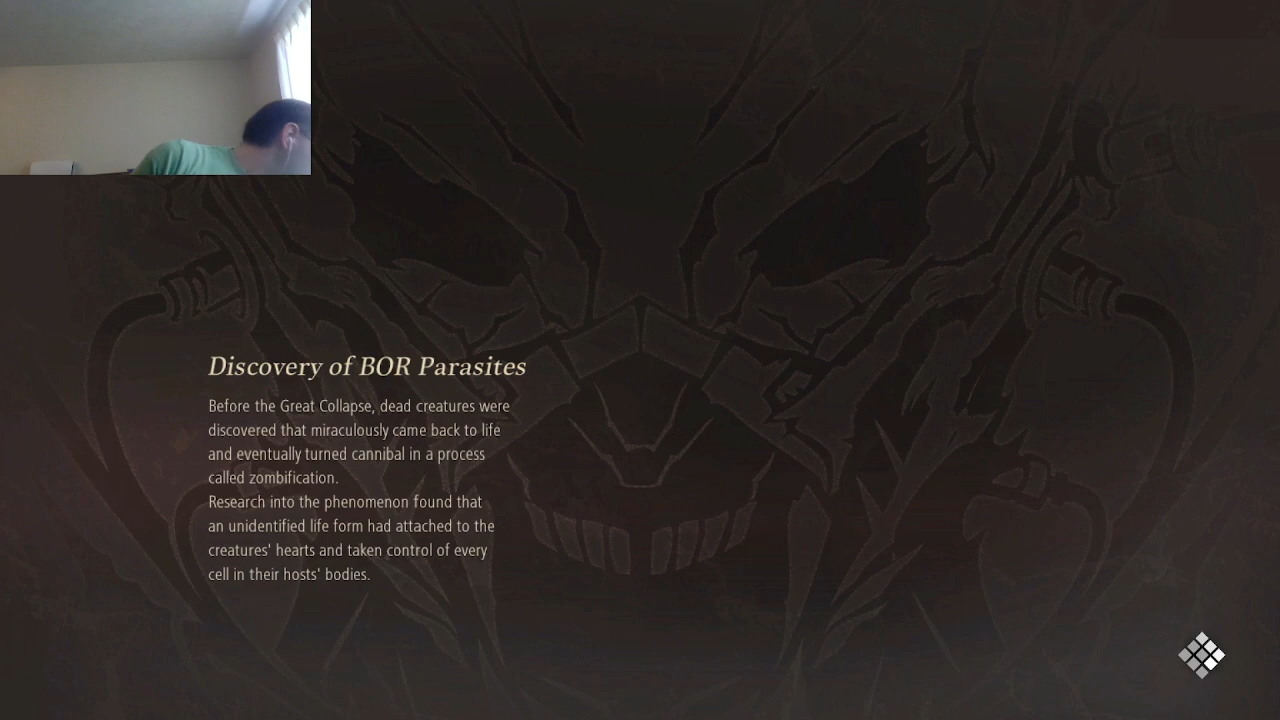 Discovery of BOR Parasites
Before the Great Collapse, dead creatures were
discovered that miraculously came back to life
and eventually turned cannibal in a process
called zombification.
Research into the phenomenon found that
an unidentified life form had attached to the
creatures' hearts and taken control of every
cell in their hosts' bodies.